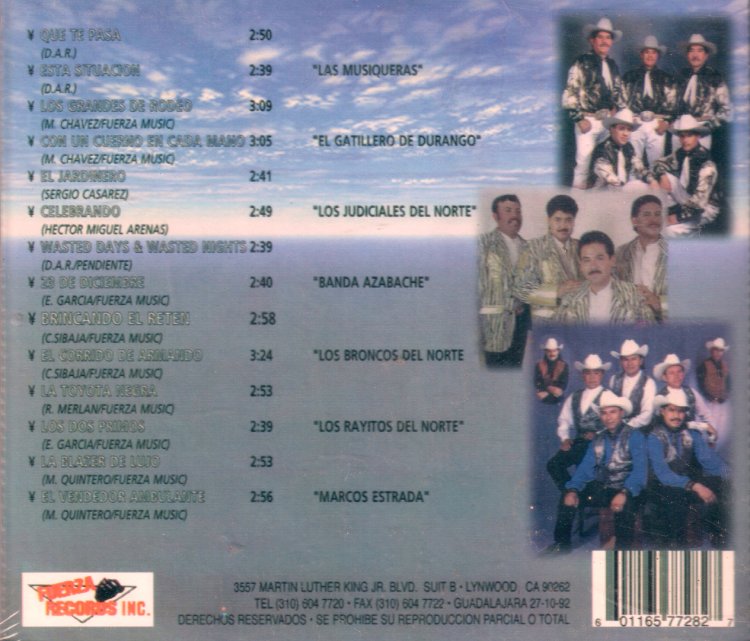 ¥ QUE TE PASA 2:50
(D.A.R.)
¥ ESTA SITUACION 2:39 "LAS MUSIQUERAS"
(D.A.R.)
¥ LOS GRANDES DE RODEO 3:09
(M. CHAVEZ/FUERZA MUSIC)
¥ CON UN CUERNO EN CADA MANO 3:05 "EL GATILLERO DE DURANGO"
(M. CHAVEZ/FUERZA MUSIC)
¥ EL JARDINERO 2:41
(SERGIO CASAREZ)
¥ CELEBRANDO 2:49 "LOS JUDICIALES DEL NORTE"
(HECTOR MIGUEL ARENAS)
¥ WASTED DAYS & WASTED NIGHTS 2:39
(D.A.R./PENDIENTE)
¥ 23 DE DICIEMBRE 2:40 "BANDA AZABACHE"
(E. GARCIA/FUERZA MUSIC)
¥ BRINCANDO EL RETEN 2:58
(C.SIBAJA/FUERZA MUSIC)
¥ EL CORRIDO DE ARMANDO 3:24 "LOS BRONCOS DEL NORTE
(C.SIBAJA/FUERZA MUSIC)
¥ LA TOYOTA NEGRA 2:53
(R. MERLAN/FUERZA MUSIC)
¥ LOS DOS PRIMOS 2:39 "LOS RAYITOS DEL NORTE"
(E. GARCIA/FUERZA MUSIC)
¥ LA BLAZER DE LUJO 2:53
(M. QUINTERO/FUERZA MUSIC)
¥ EL VENDEDOR AMBULANTE 2:56 "MARCOS ESTRADA"
(M. QUINTERO/FUERZA MUSIC)
FUERZA
RECORDS INC.
3557 MARTIN LUTHER KING JR. BLVD. SUIT B • LYNWOOD, CA 90262
TEL (310) 604 7720 • FAX (310) 604 7722 • GUADALAJARA 27-10-92
DERECHOS RESERVADOS • SE PROHIBE SU REPRODUCCION PARCIAL O TOTAL
6 01165 77282 7